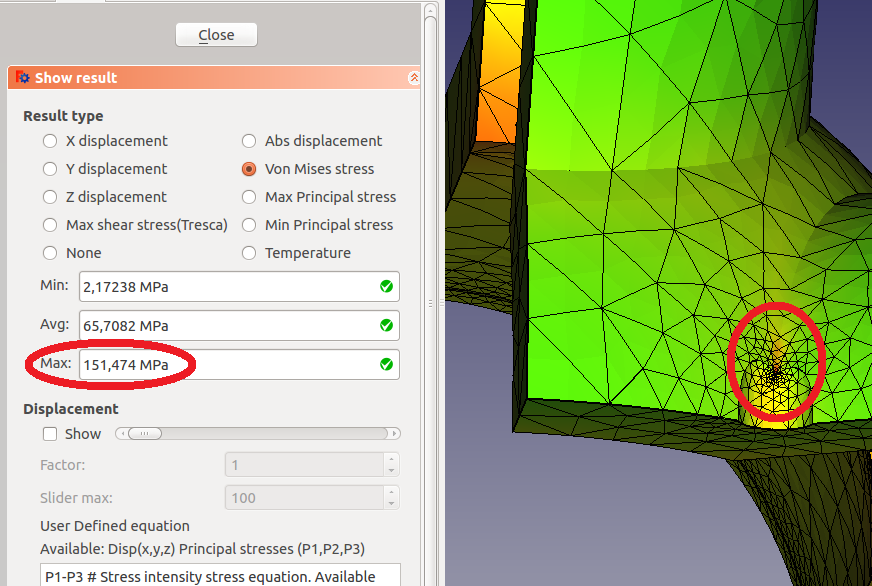 Close
Show result
Result type
X displacement
Abs displacement
Y displacement
Von Mises stress
Z displacement
Max Principal stress
Max shear stress(Tresca)
Min Principal stress
None
Temperature
Min: 2,17238 MPa
Avg: 65,7082 MPa
Max: 151,474 MPa
Displacement
Show
Factor: 1
Slider max: 100
User Defined equation
Available: Disp(x,y,z) Principal stresses (P1,P2,P3)
P1-P3 # Stress intensity stress equation. Available